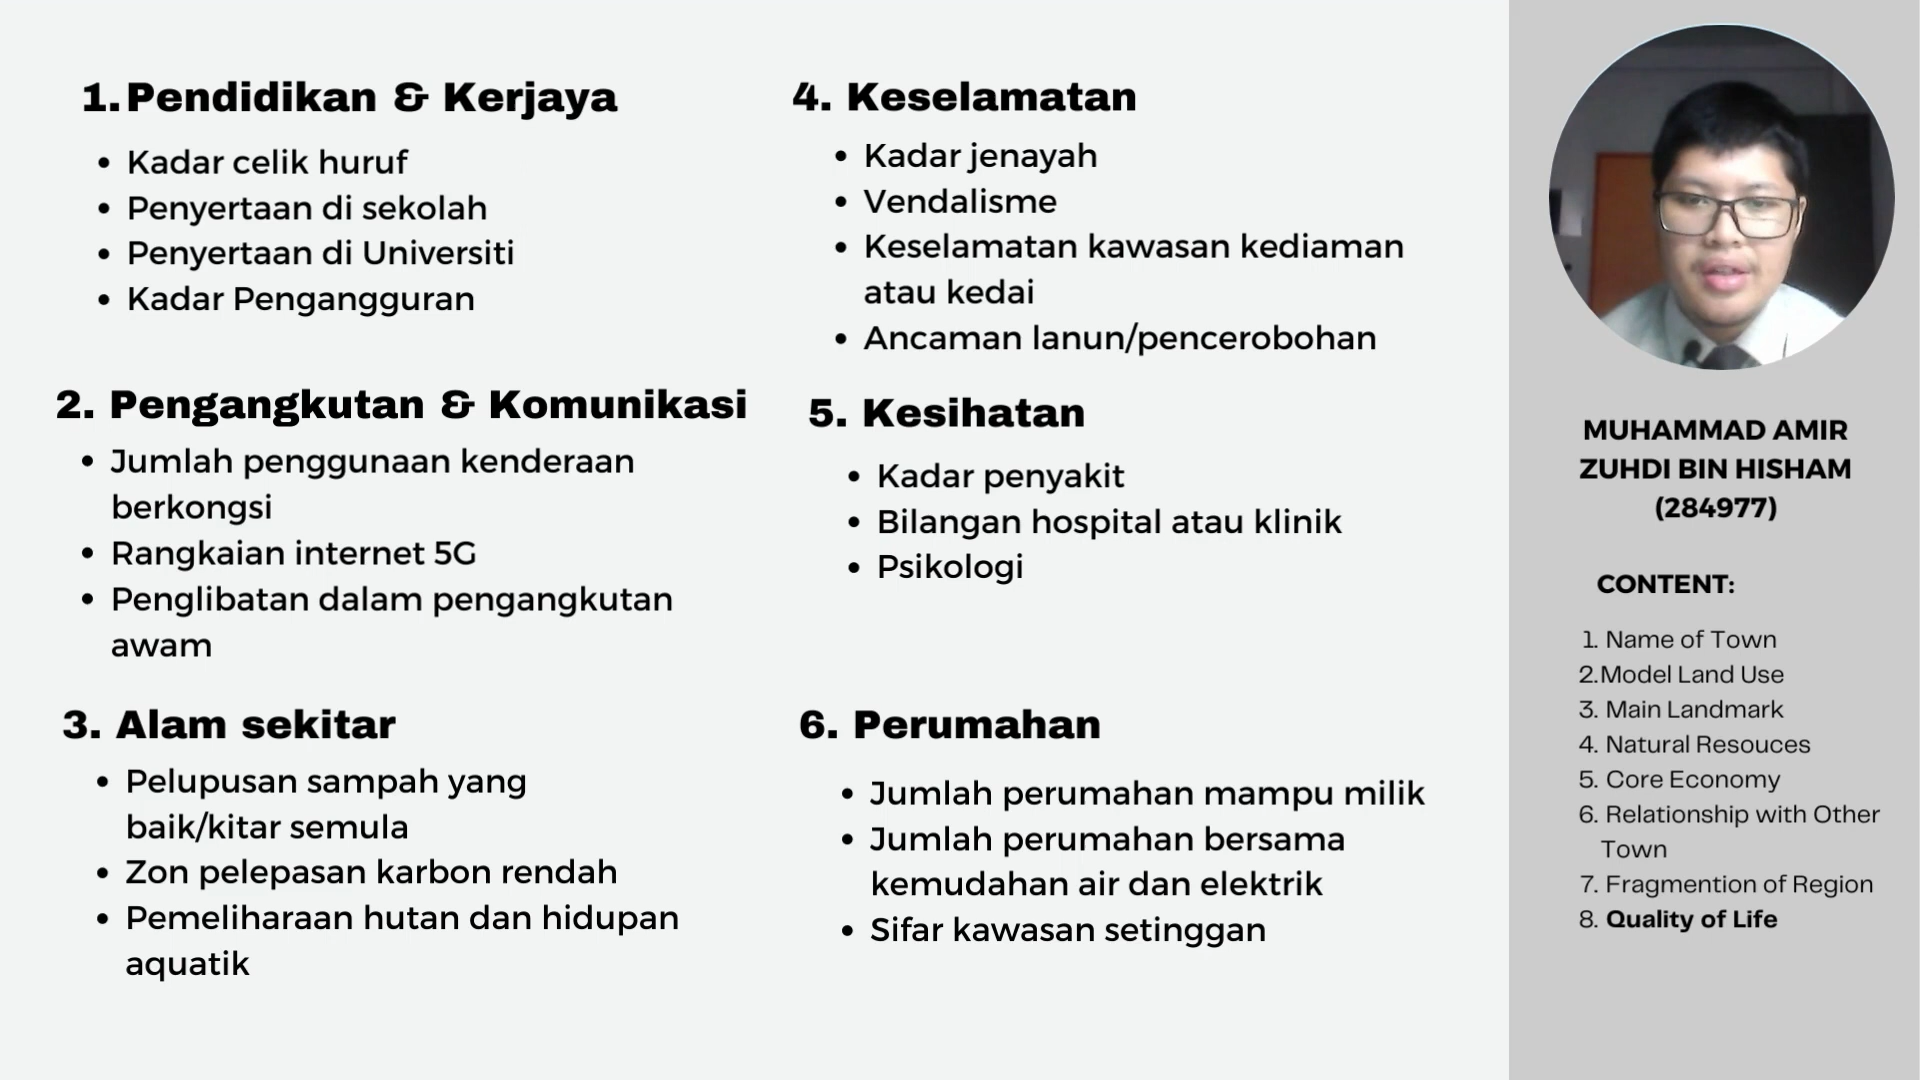 1. Pendidikan & Kerjaya
Kadar celik huruf
Penyertaan di sekolah
Penyertaan di Universiti
Kadar Pengangguran
2. Pengangkutan & Komunikasi
Jumlah penggunaan kenderaan
berkongsi
Rangkaian internet 5G
Penglibatan dalam pengangkutan
awam
3. Alam sekitar
Pelupusan sampah yang
baik/kitar semula
Zon pelepasan karbon rendah
Pemeliharaan hutan dan hidupan
aquatik
4. Keselamatan
Kadar jenayah
Vendalisme
Keselamatan kawasan kediaman
atau kedai
Ancaman lanun/pencerobohan
5. Kesihatan
Kadar penyakit
Bilangan hospital atau klinik
Psikologi
6. Perumahan
Jumlah perumahan mampu milik
Jumlah perumahan bersama
kemudahan air dan elektrik
Sifar kawasan setinggan
MUHAMMAD AMIR
ZUHDI BIN HISHAM
(284977)
CONTENT:
1. Name of Town
2. Model Land Use
3. Main Landmark
4. Natural Resouces
5. Core Economy
6. Relationship with Other
Town
7. Fragmention of Region
8. Quality of Life